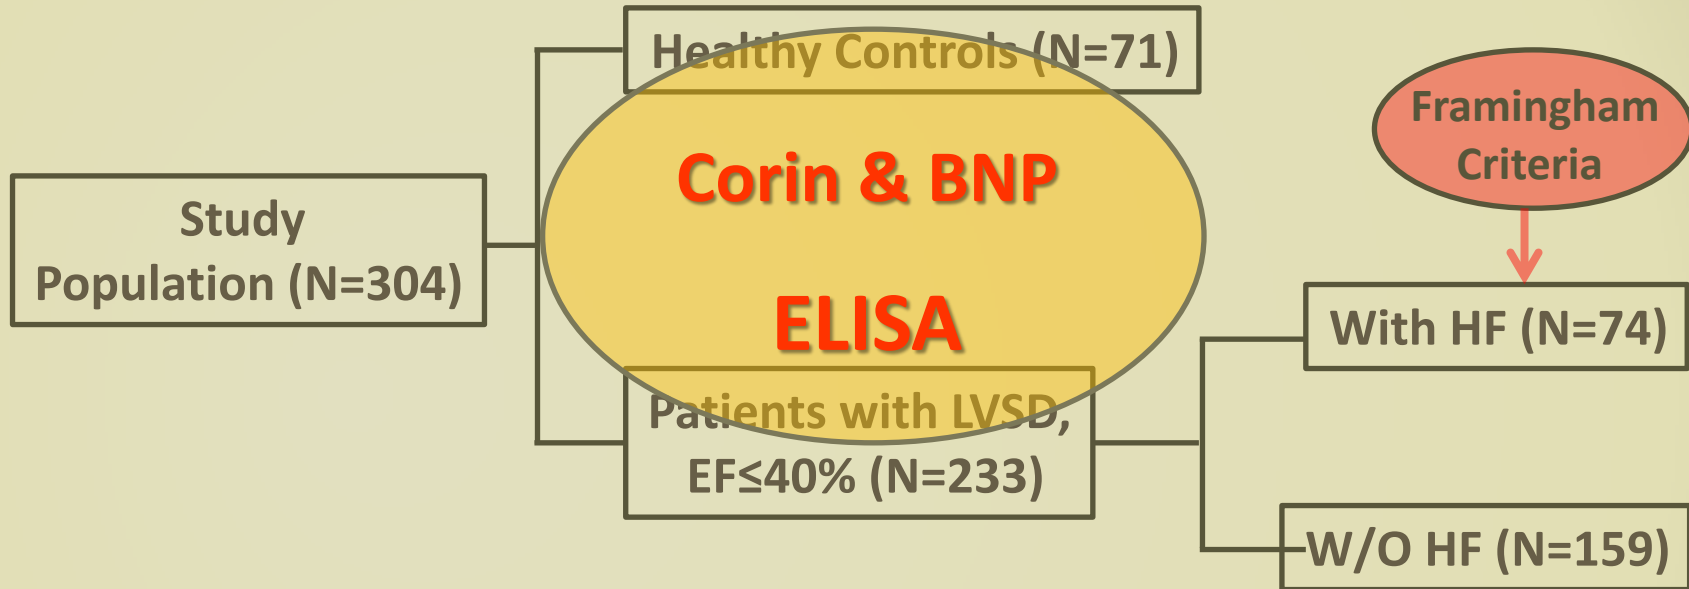 Study
Population (N=304)
Healthy Controls (N=71)
Corin & BNP
ELISA
Patients with LVSD,
EF≤40% (N=233)
Framingham
Criteria
With HF (N=74)
W/O HF (N=159)